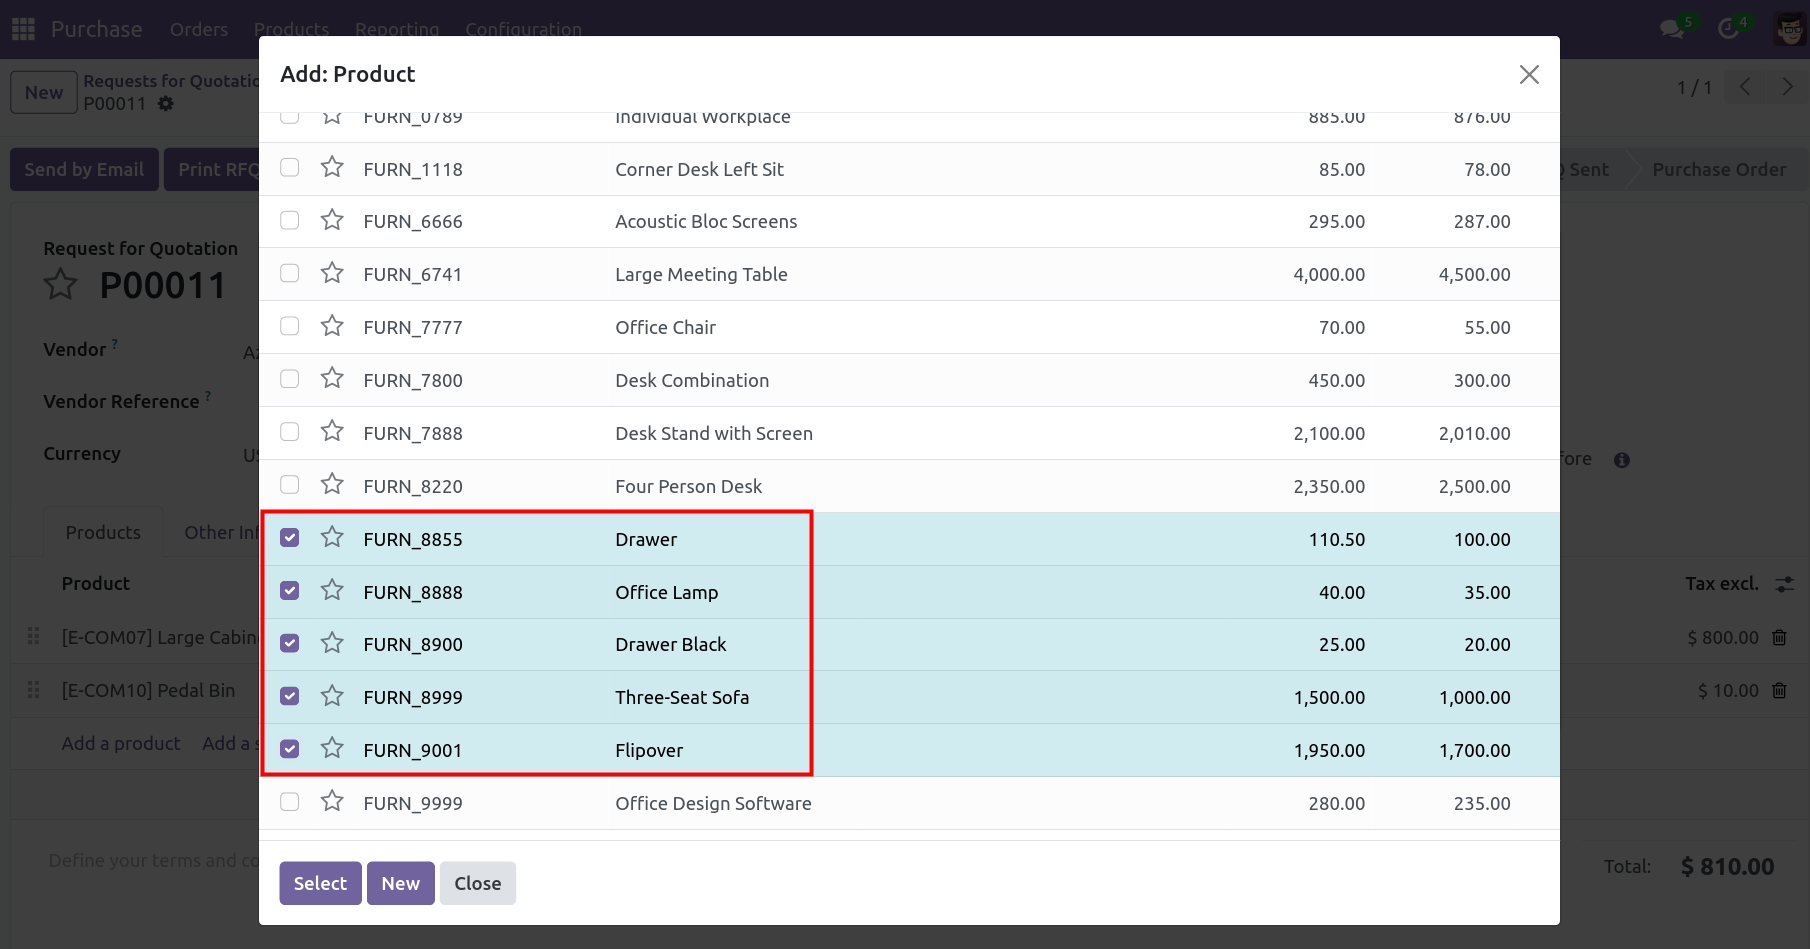 Purchase Orders Products Reporting Configuration 5 4
New Requests for Quotatio
P00011
1 / 1
Send by Email Print RFQ Sent Purchase Order
Request for Quotation
P00011
Vendor ?
Vendor Reference ?
Currency
fore
Products Other Inf
Product Tax excl.
[E-COM07] Large Cabin $ 800.00
[E-COM10] Pedal Bin $ 10.00
Add a product Add a s
Define your terms and co
Total: $ 810.00
Add: Product
FURN_0789 Individual Workplace 885.00 876.00
FURN_1118 Corner Desk Left Sit 85.00 78.00
FURN_6666 Acoustic Bloc Screens 295.00 287.00
FURN_6741 Large Meeting Table 4,000.00 4,500.00
FURN_7777 Office Chair 70.00 55.00
FURN_7800 Desk Combination 450.00 300.00
FURN_7888 Desk Stand with Screen 2,100.00 2,010.00
FURN_8220 Four Person Desk 2,350.00 2,500.00
FURN_8855 Drawer 110.50 100.00
FURN_8888 Office Lamp 40.00 35.00
FURN_8900 Drawer Black 25.00 20.00
FURN_8999 Three-Seat Sofa 1,500.00 1,000.00
FURN_9001 Flipover 1,950.00 1,700.00
FURN_9999 Office Design Software 280.00 235.00
Select New Close